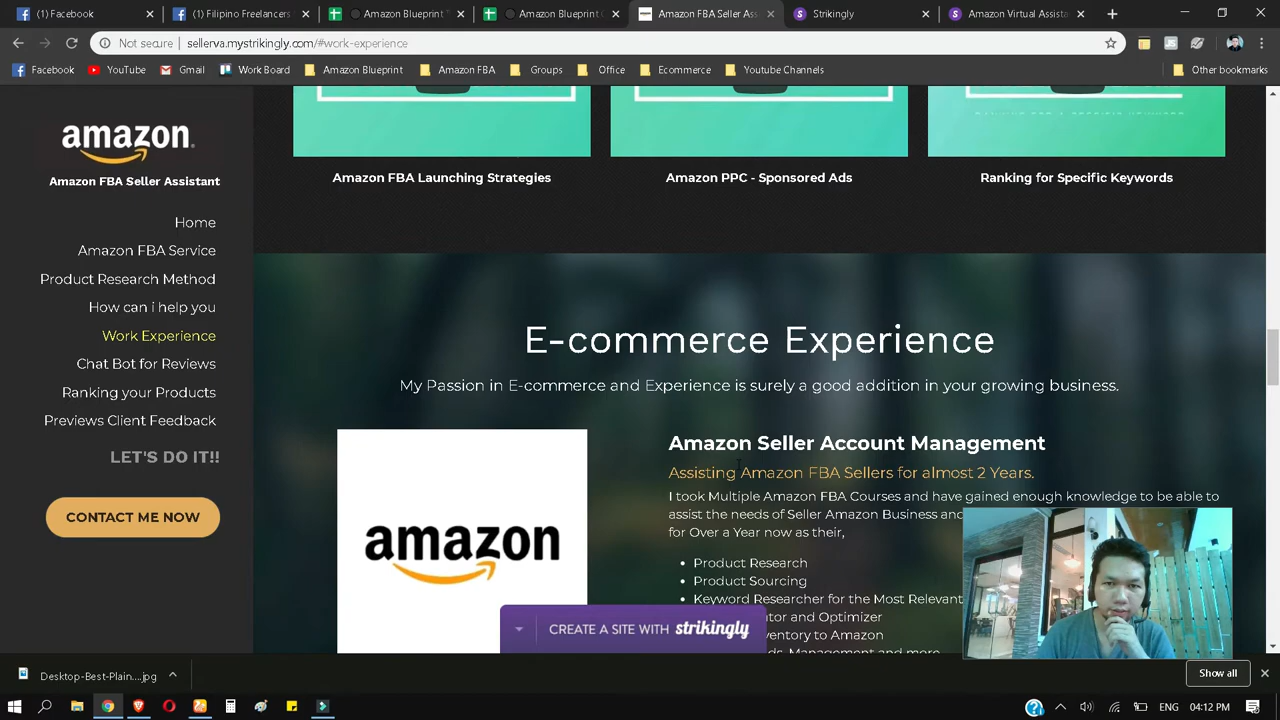 (1) Facebook
(1) Filipino Freelancers
Amazon Blueprint
Amazon Blueprint
Amazon FBA Seller Ass
Strikingly
Amazon Virtual Assista
Not secure | sellerva.mystrikingly.com/#work-experience
Facebook
YouTube
Gmail
Work Board
Amazon Blueprint
Amazon FBA
Groups
Office
Ecommerce
Youtube Channels
Other bookmarks
amazon.
Amazon FBA Seller Assistant
Home
Amazon FBA Service
Product Research Method
How can i help you
Work Experience
Chat Bot for Reviews
Ranking your Products
Previews Client Feedback
LET'S DO IT!!
CONTACT ME NOW
Amazon FBA Launching Strategies
Amazon PPC - Sponsored Ads
Ranking for Specific Keywords
E-commerce Experience
My Passion in E-commerce and Experience is surely a good addition in your growing business.
amazon
Amazon Seller Account Management
Assisting Amazon FBA Sellers for almost 2 Years.
I took Multiple Amazon FBA Courses and have gained enough knowledge to be able to
assist the needs of Seller Amazon Business and
for Over a Year now as their,
Product Research
Product Sourcing
Keyword Researcher for the Most Relevant
and Optimizer
to Amazon
Management and more
CREATE A SITE WITH strikingly
Desktop-Best-Plain....jpg
Show all
ENG
04:12 PM